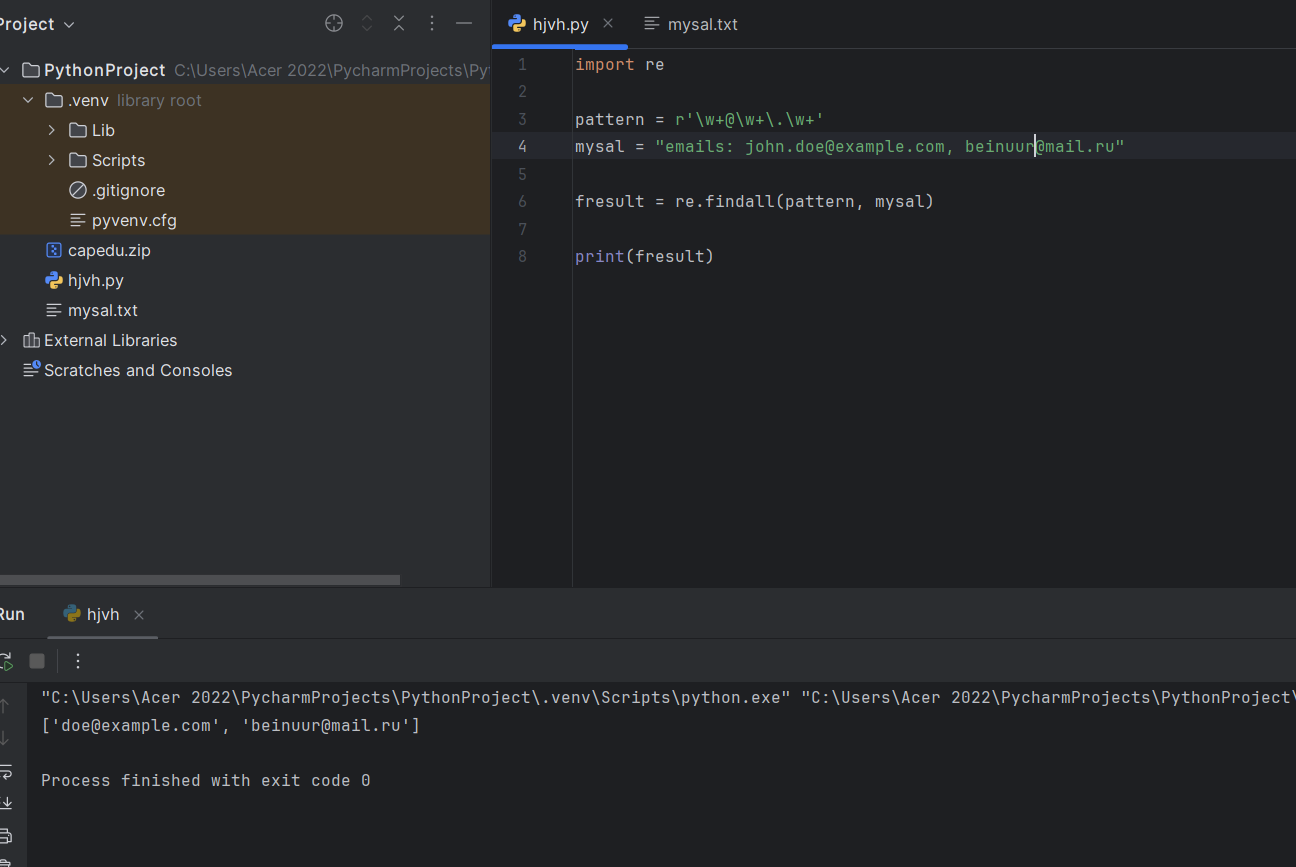 Project
PythonProject C:\Users\Acer 2022\PycharmProjects\Py
.venv library root
Lib
Scripts
.gitignore
pyvenv.cfg
capedu.zip
hjvh.py
mysal.txt
External Libraries
Scratches and Consoles
hjvh.py mysal.txt
1 import re
2
3 pattern = r'\w+@\w+\.\w+'
4 mysal = "emails: john.doe@example.com, beinuur@mail.ru"
5
6 fresult = re.findall(pattern, mysal)
7
8 print(fresult)
Run hjvh
"C:\Users\Acer 2022\PycharmProjects\PythonProject\.venv\Scripts\python.exe" "C:\Users\Acer 2022\PycharmProjects\PythonProject\
['doe@example.com', 'beinuur@mail.ru']
Process finished with exit code 0